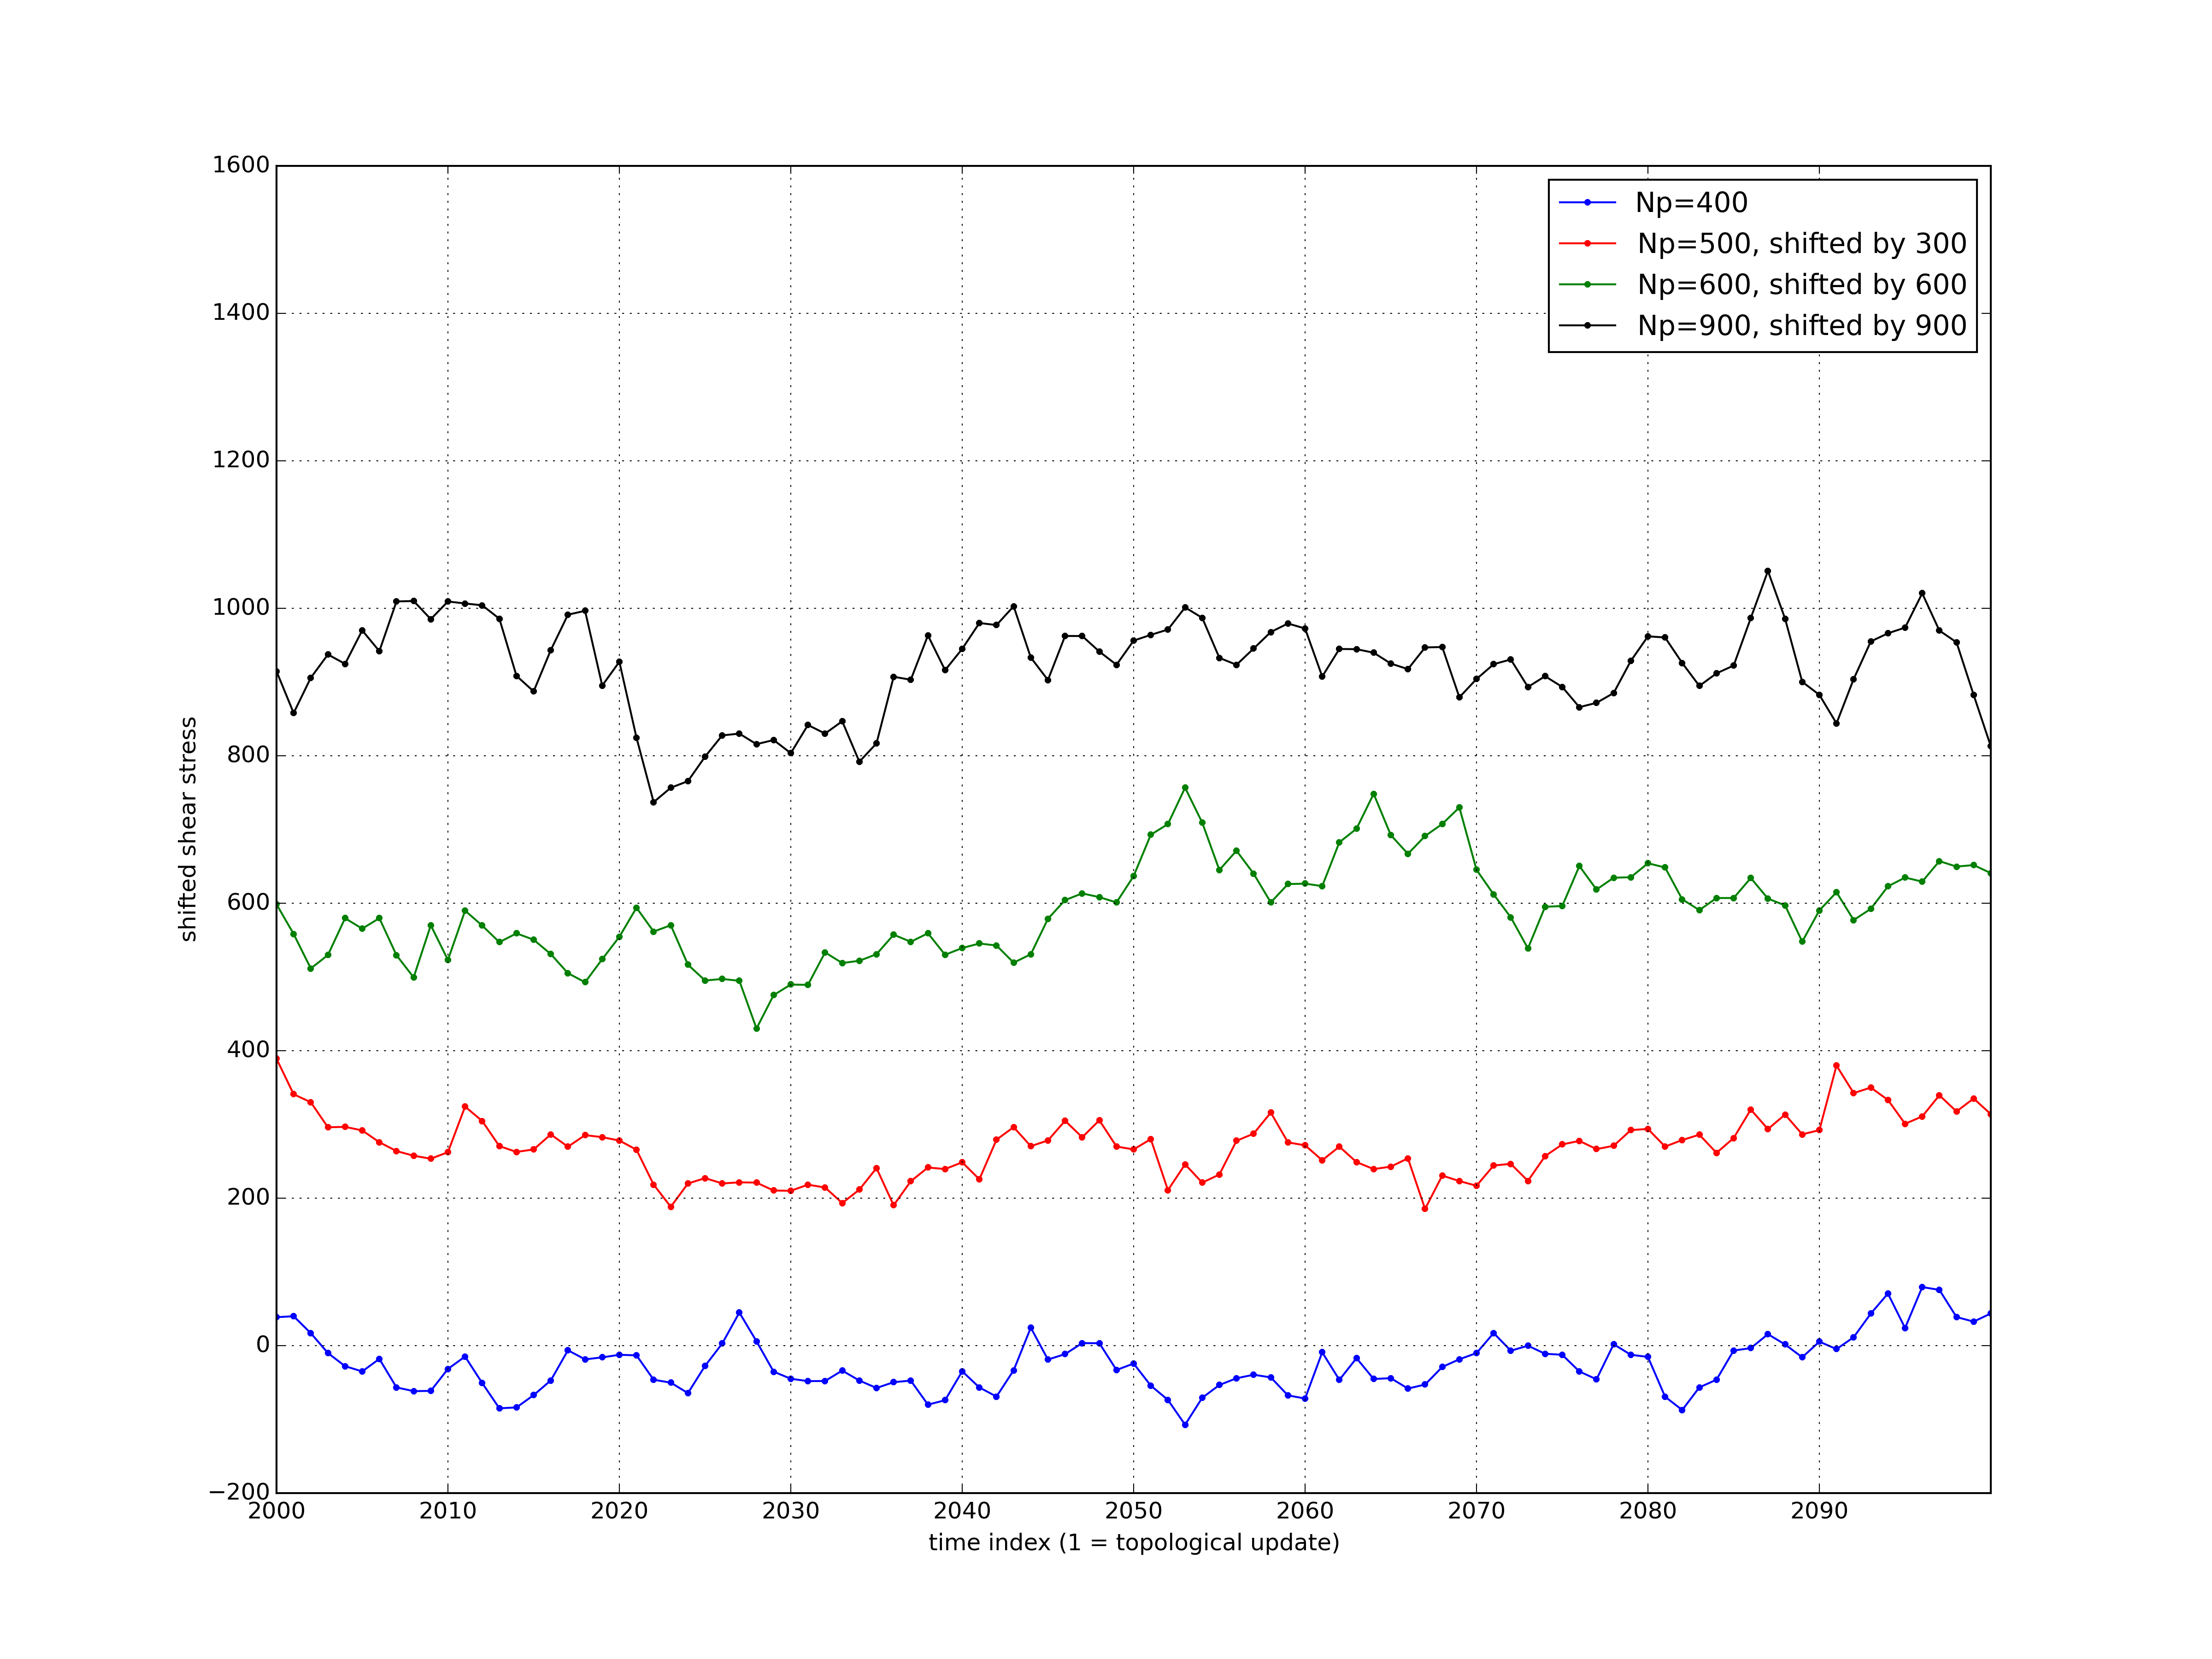 1600
1400
1200
1000
800
600
400
200
0
−200
shifted shear stress
Np=400
Np=500, shifted by 300
Np=600, shifted by 600
Np=900, shifted by 900
2000 2010 2020 2030 2040 2050 2060 2070 2080 2090
time index (1 = topological update)